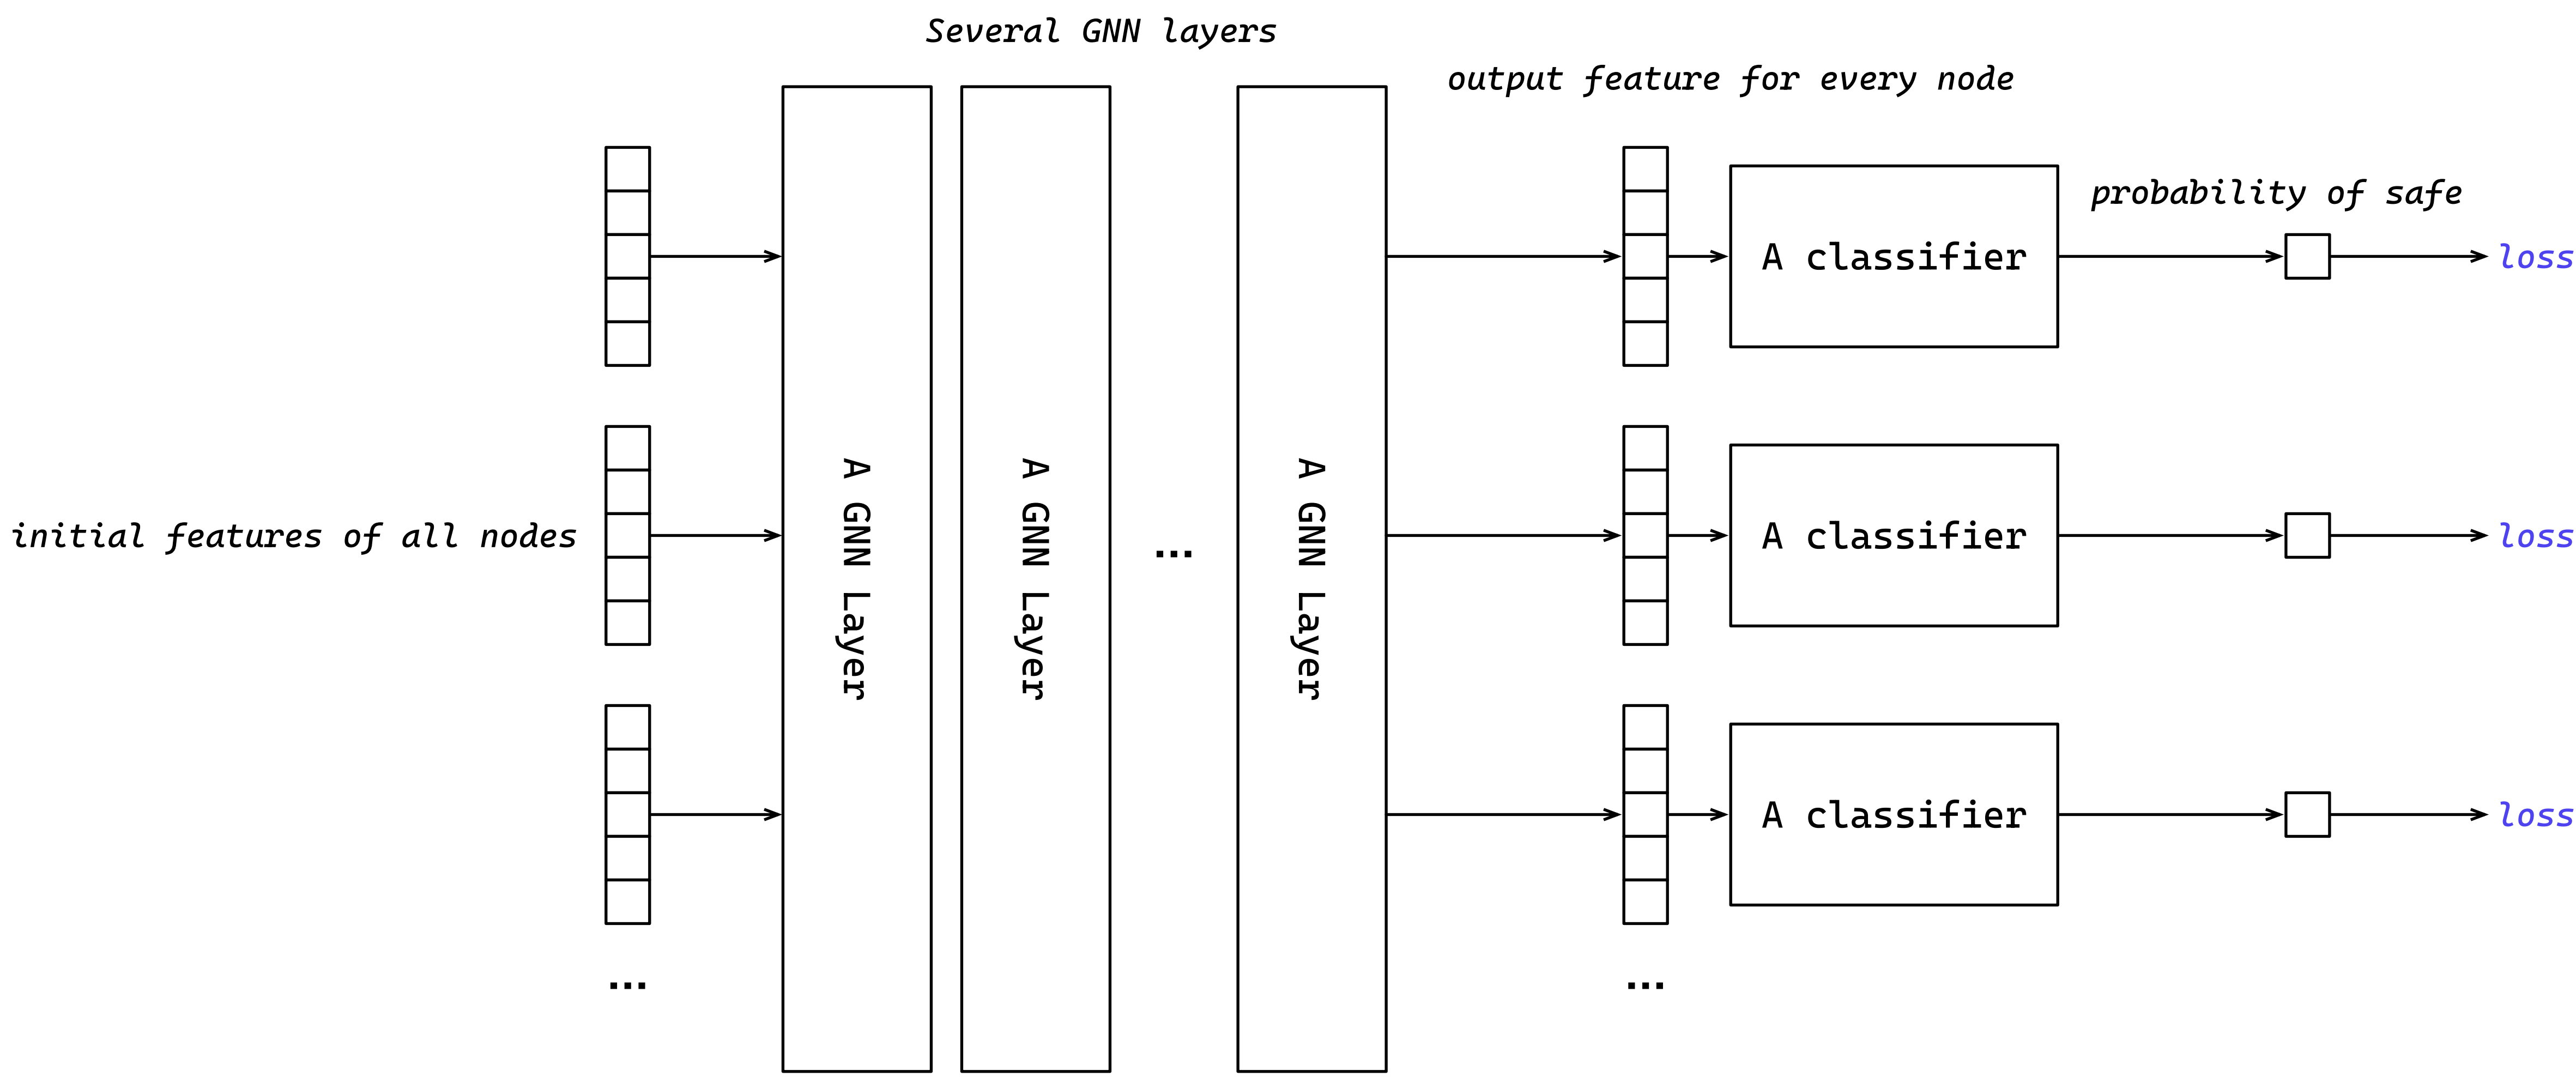 Several GNN layers
output feature for every node
probability of safe
A classifier
loss
initial features of all nodes
A GNN Layer
A GNN Layer
...
A GNN Layer
A classifier
loss
A classifier
loss
...
...